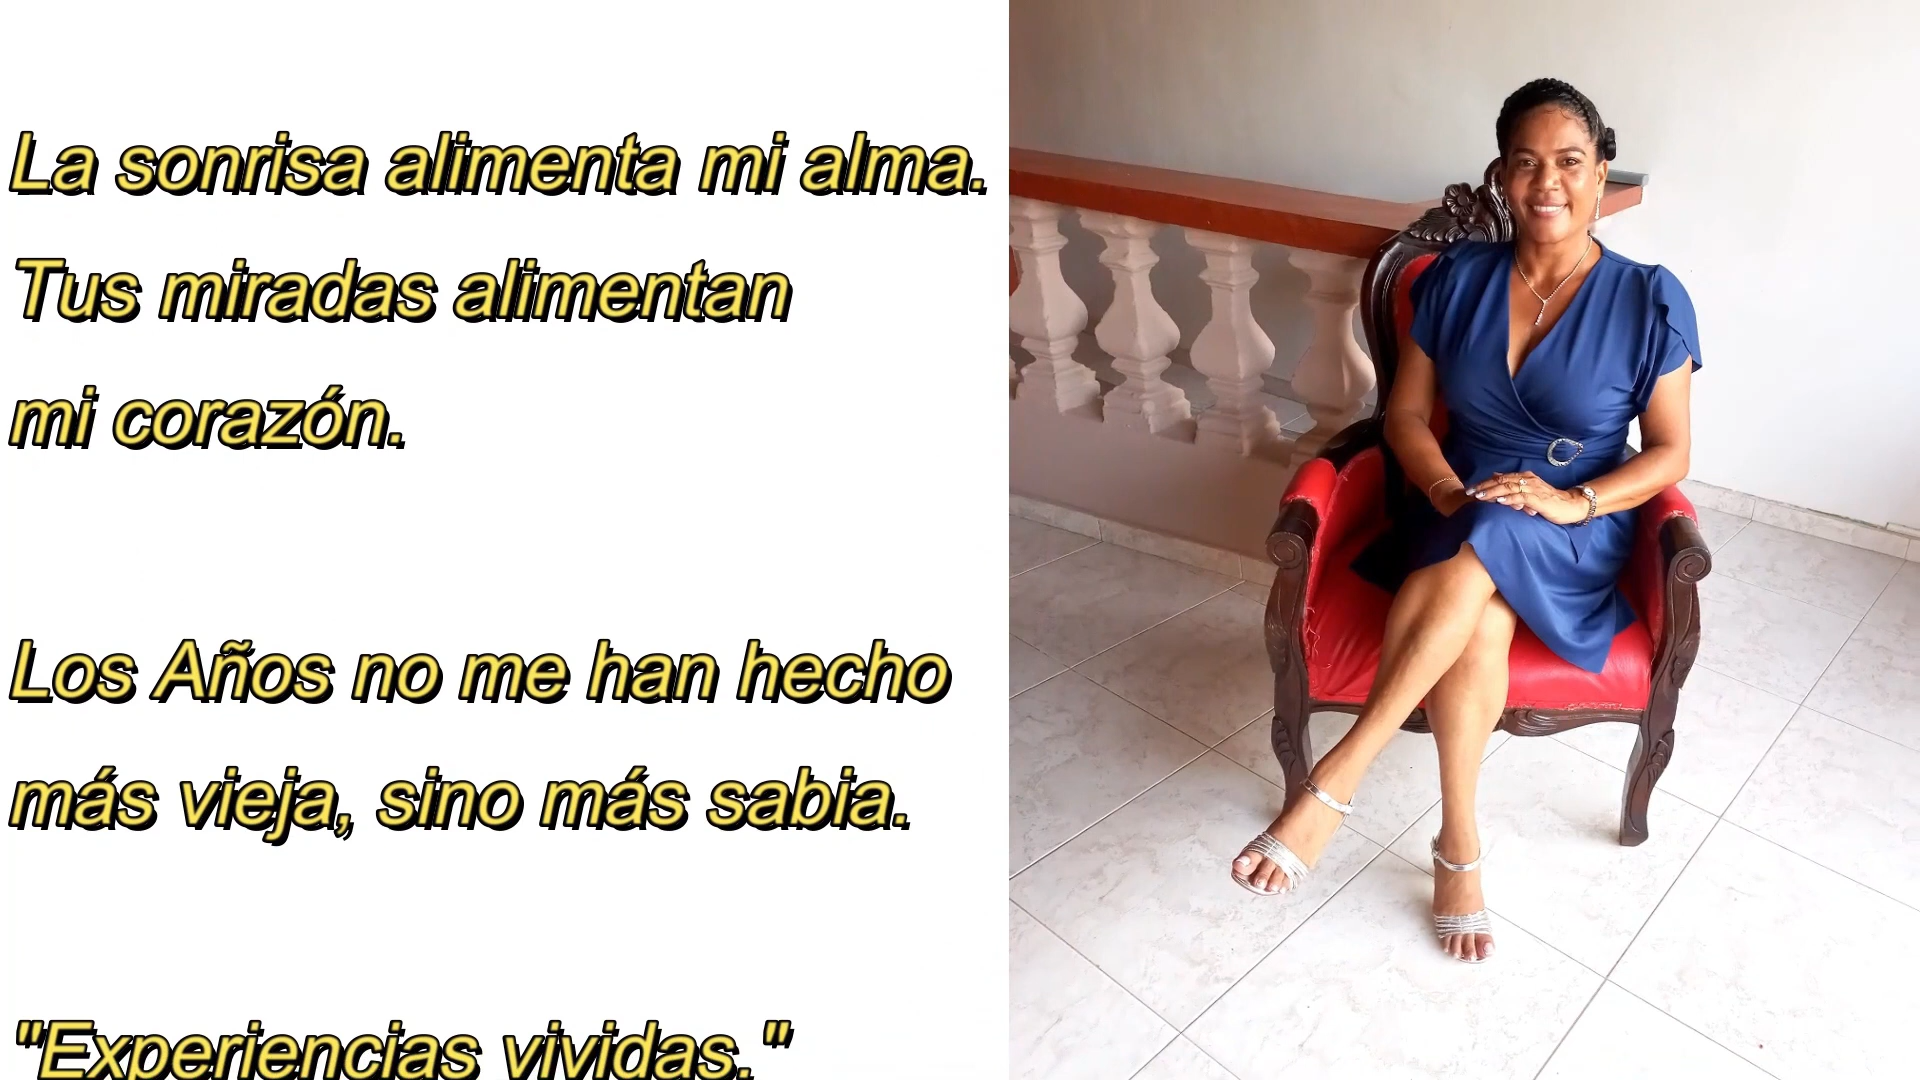 La sonrisa alimenta mi alma.
Tus miradas alimentan
mi corazón.
Los Años no me han hecho
más vieja, sino más sabia.
"Experiencias vividas."